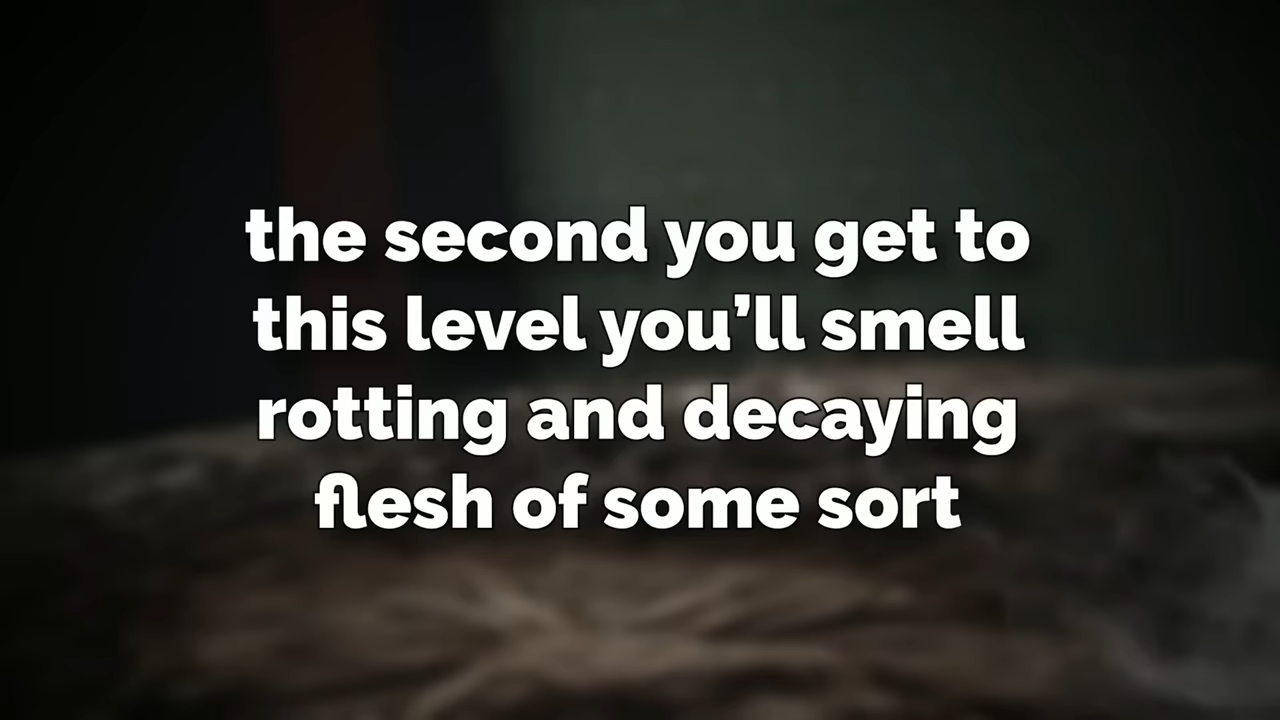 the second you get to
this level you’ll smell
rotting and decaying
flesh of some sort